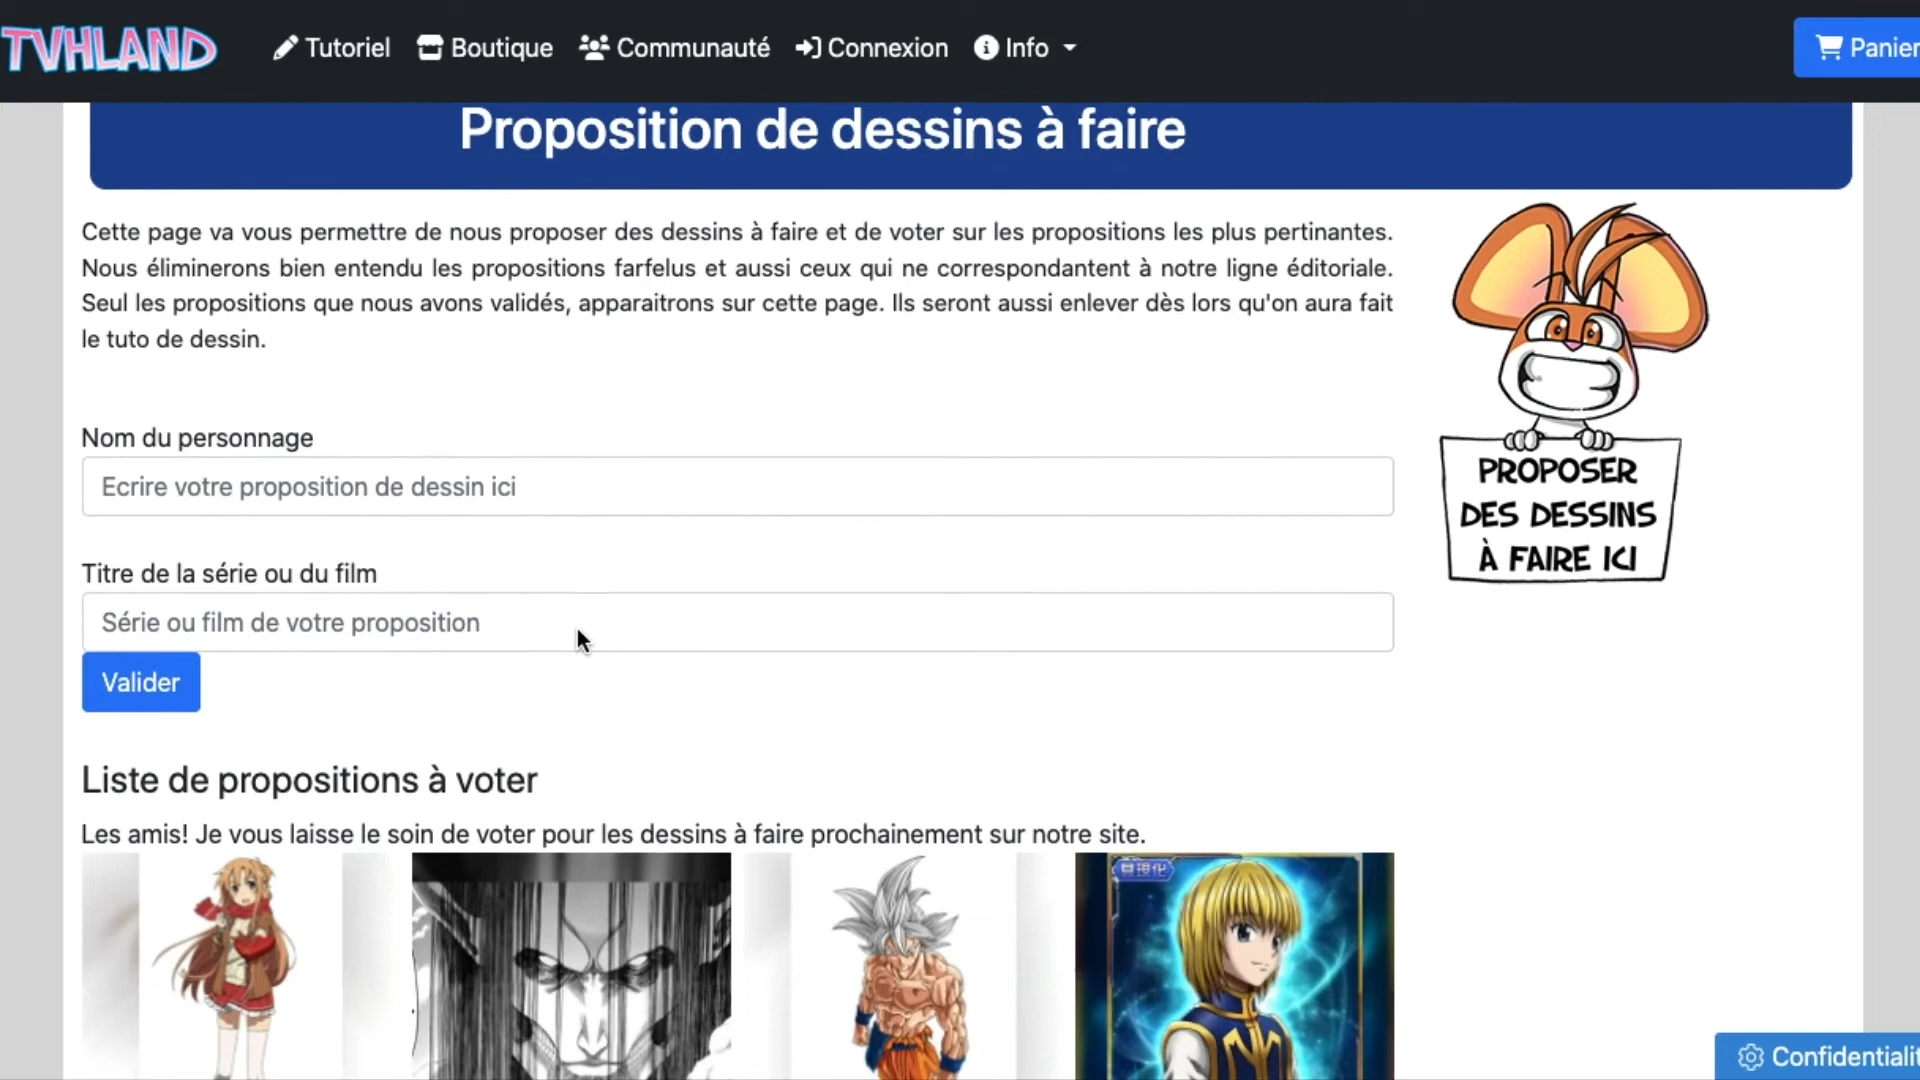 TVHLAND
Tutoriel
Boutique
Communauté
Connexion
Info
Panier
Proposition de dessins à faire
Cette page va vous permettre de nous proposer des dessins à faire et de voter sur les propositions les plus pertinantes.
Nous éliminerons bien entendu les propositions farfelus et aussi ceux qui ne correspondantent à notre ligne éditoriale.
Seul les propositions que nous avons validés, apparaitrons sur cette page. Ils seront aussi enlever dès lors qu'on aura fait
le tuto de dessin.
PROPOSER
DES DESSINS
À FAIRE ICI
Nom du personnage
Ecrire votre proposition de dessin ici
Titre de la série ou du film
Série ou film de votre proposition
Valider
Liste de propositions à voter
Les amis! Je vous laisse le soin de voter pour les dessins à faire prochainement sur notre site.
具現化
Confidentialit